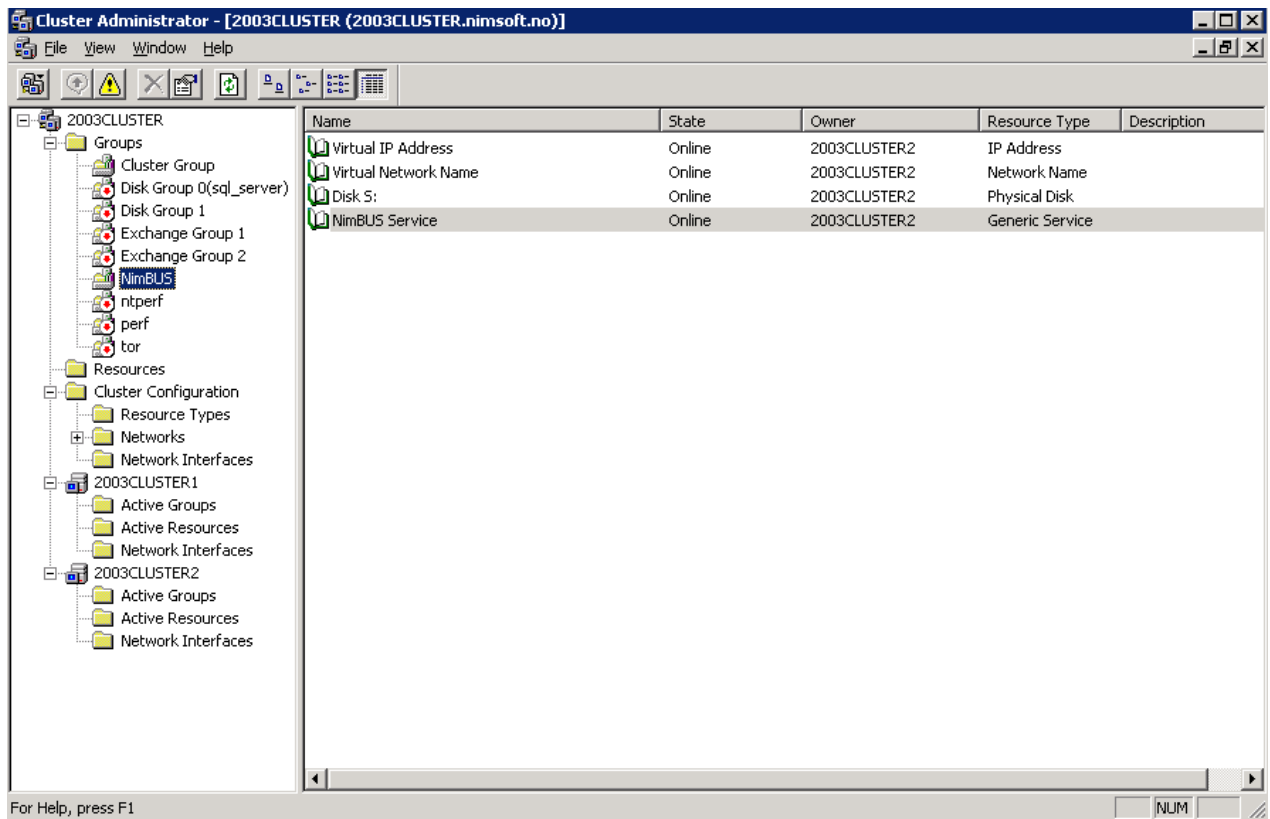 Cluster Administrator - [2003CLUSTER (2003CLUSTER.nimsoft.no)]
File View Window Help
2003CLUSTER
Groups
Cluster Group
Disk Group 0(sql_server)
Disk Group 1
Exchange Group 1
Exchange Group 2
NimBUS
ntperf
perf
tor
Resources
Cluster Configuration
Resource Types
Networks
Network Interfaces
2003CLUSTER1
Active Groups
Active Resources
Network Interfaces
2003CLUSTER2
Active Groups
Active Resources
Network Interfaces
Name State Owner Resource Type Description
Virtual IP Address Online 2003CLUSTER2 IP Address
Virtual Network Name Online 2003CLUSTER2 Network Name
Disk S: Online 2003CLUSTER2 Physical Disk
NimBUS Service Online 2003CLUSTER2 Generic Service
For Help, press F1 NUM